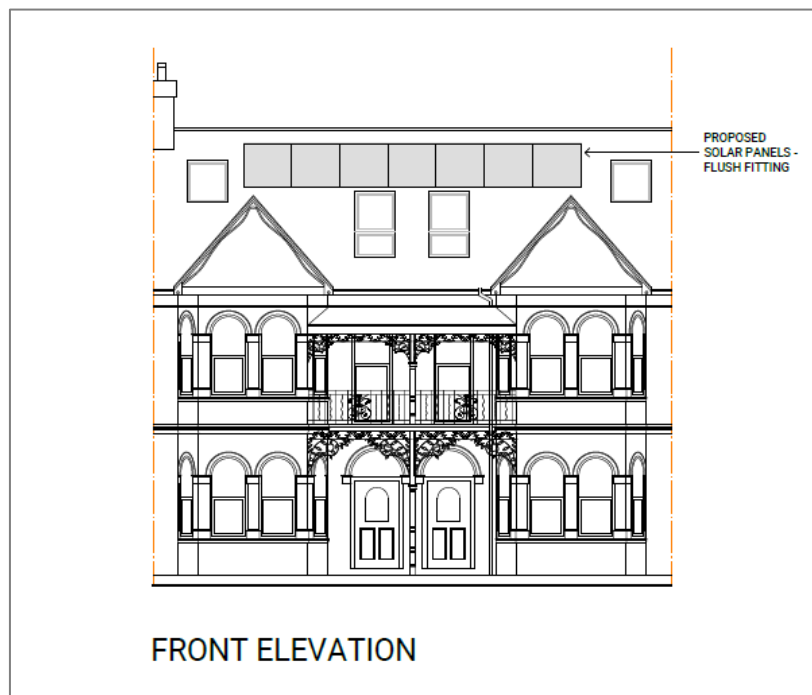 PROPOSED
SOLAR PANELS -
FLUSH FITTING
FRONT ELEVATION